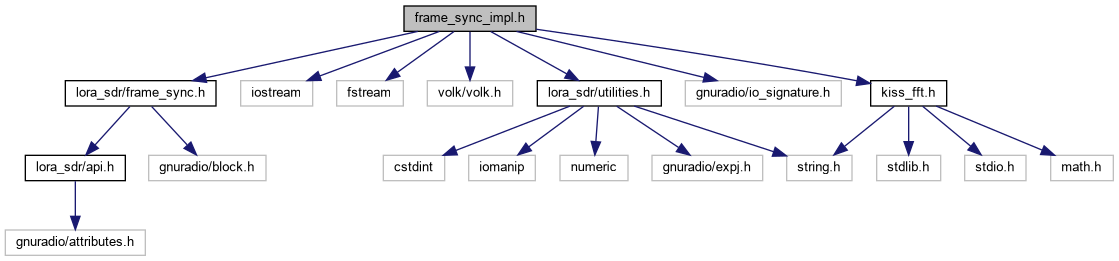 frame_sync_impl.h
lora_sdr/frame_sync.h
iostream
fstream
volk/volk.h
lora_sdr/utilities.h
gnuradio/io_signature.h
kiss_fft.h
lora_sdr/api.h
gnuradio/block.h
cstdint
iomanip
numeric
gnuradio/expj.h
string.h
stdlib.h
stdio.h
math.h
gnuradio/attributes.h